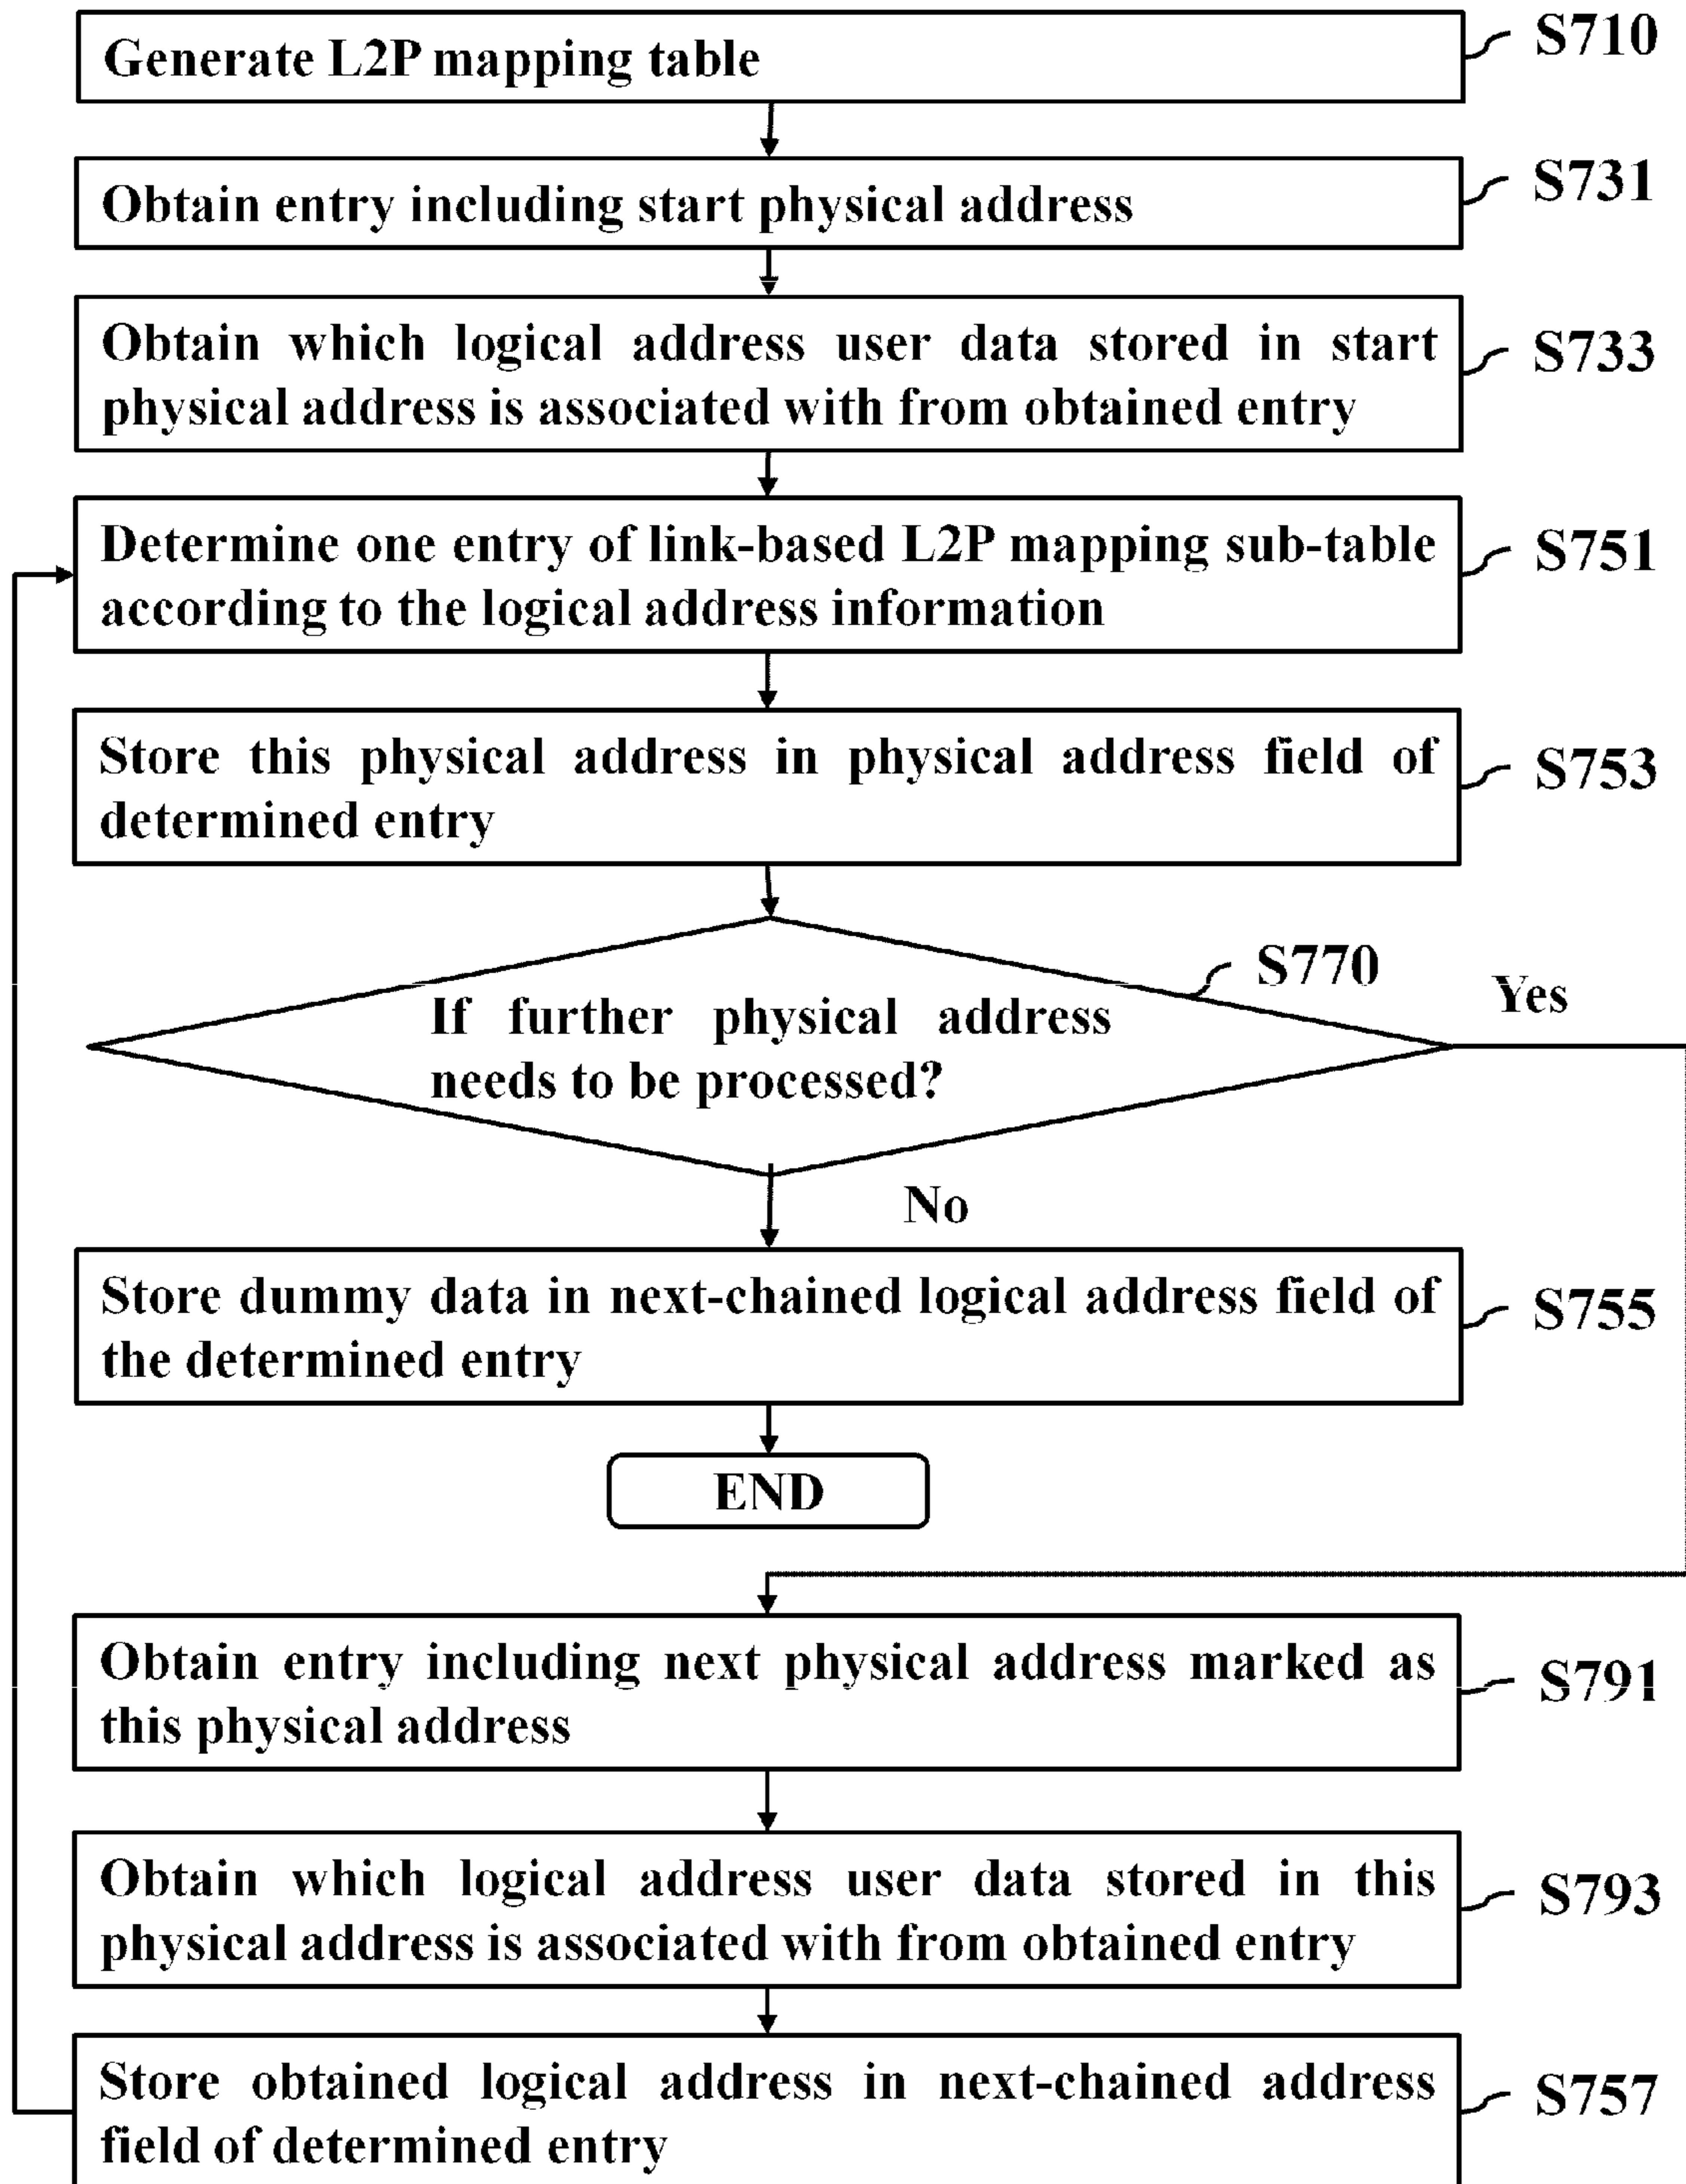 Generate L2P mapping table
S710
Obtain entry including start physical address
S731
Obtain which logical address user data stored in start
physical address is associated with from obtained entry
S733
Determine one entry of link-based L2P mapping sub-table
according to the logical address information
S751
Store this physical address in physical address field of
determined entry
S753
S770
If further physical address
needs to be processed?
Yes
No
Store dummy data in next-chained logical address field of
the determined entry
S755
END
Obtain entry including next physical address marked as
this physical address
S791
Obtain which logical address user data stored in this
physical address is associated with from obtained entry
S793
Store obtained logical address in next-chained address
field of determined entry
S757